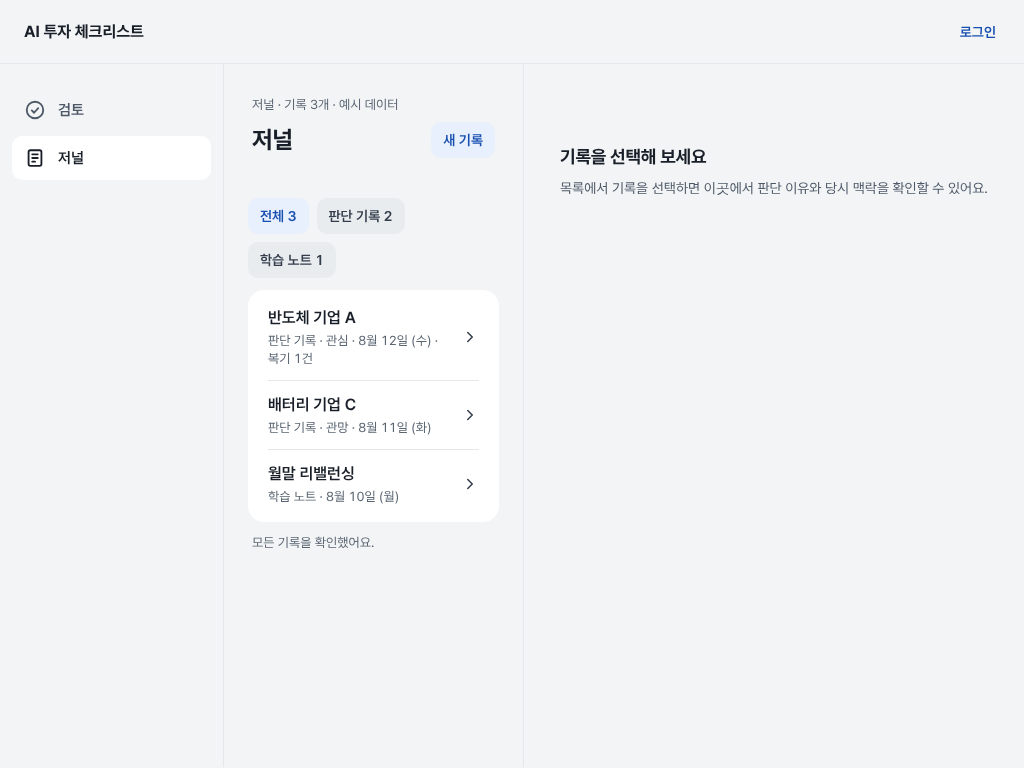 AI 투자 체크리스트
로그인
검토
저널
저널 · 기록 3개 · 예시 데이터
저널
새 기록
전체 3
판단 기록 2
학습 노트 1
반도체 기업 A
판단 기록 · 관심 · 8월 12일 (수) ·
복기 1건
배터리 기업 C
판단 기록 · 관망 · 8월 11일 (화)
월말 리밸런싱
학습 노트 · 8월 10일 (월)
모든 기록을 확인했어요.
기록을 선택해 보세요
목록에서 기록을 선택하면 이곳에서 판단 이유와 당시 맥락을 확인할 수 있어요.